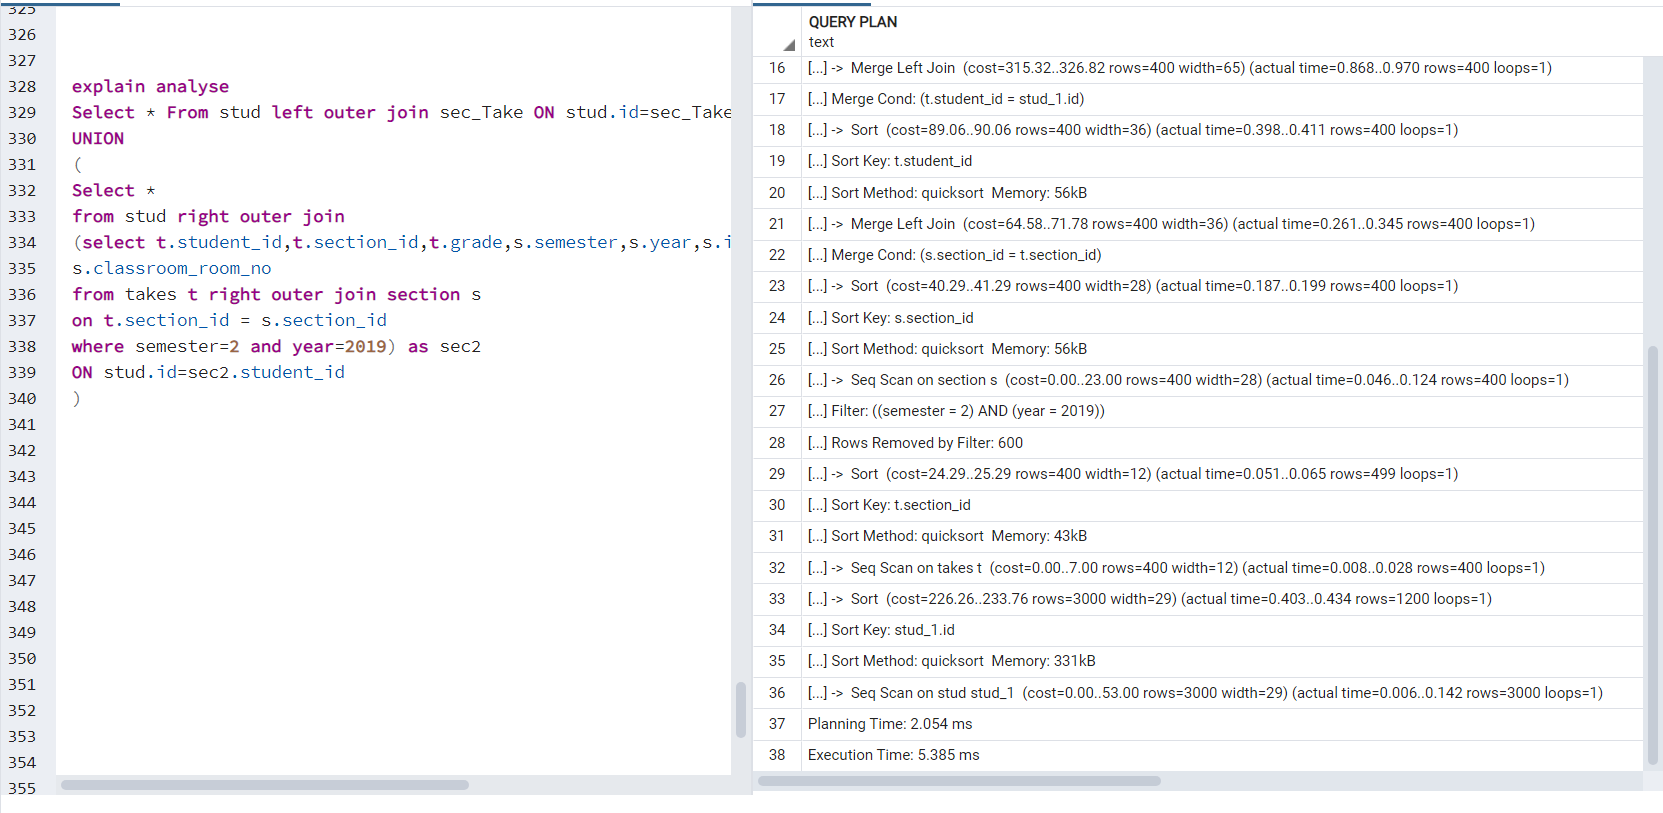 325
326
327
328 explain analyse
329 Select * From stud left outer join sec_Take ON stud.id=sec_Take
330 UNION
331 (
332 Select *
333 from stud right outer join
334 (select t.student_id,t.section_id,t.grade,s.semester,s.year,s.i
335 s.classroom_room_no
336 from takes t right outer join section s
337 on t.section_id = s.section_id
338 where semester=2 and year=2019) as sec2
339 ON stud.id=sec2.student_id
340 )
341
342
343
344
345
346
347
348
349
350
351
352
353
354
355
QUERY PLAN
text
16 [...] -> Merge Left Join (cost=315.32..326.82 rows=400 width=65) (actual time=0.868..0.970 rows=400 loops=1)
17 [...] Merge Cond: (t.student_id = stud_1.id)
18 [...] -> Sort (cost=89.06..90.06 rows=400 width=36) (actual time=0.398..0.411 rows=400 loops=1)
19 [...] Sort Key: t.student_id
20 [...] Sort Method: quicksort Memory: 56kB
21 [...] -> Merge Left Join (cost=64.58..71.78 rows=400 width=36) (actual time=0.261..0.345 rows=400 loops=1)
22 [...] Merge Cond: (s.section_id = t.section_id)
23 [...] -> Sort (cost=40.29..41.29 rows=400 width=28) (actual time=0.187..0.199 rows=400 loops=1)
24 [...] Sort Key: s.section_id
25 [...] Sort Method: quicksort Memory: 56kB
26 [...] -> Seq Scan on section s (cost=0.00..23.00 rows=400 width=28) (actual time=0.046..0.124 rows=400 loops=1)
27 [...] Filter: ((semester = 2) AND (year = 2019))
28 [...] Rows Removed by Filter: 600
29 [...] -> Sort (cost=24.29..25.29 rows=400 width=12) (actual time=0.051..0.065 rows=499 loops=1)
30 [...] Sort Key: t.section_id
31 [...] Sort Method: quicksort Memory: 43kB
32 [...] -> Seq Scan on takes t (cost=0.00..7.00 rows=400 width=12) (actual time=0.008..0.028 rows=400 loops=1)
33 [...] -> Sort (cost=226.26..233.76 rows=3000 width=29) (actual time=0.403..0.434 rows=1200 loops=1)
34 [...] Sort Key: stud_1.id
35 [...] Sort Method: quicksort Memory: 331kB
36 [...] -> Seq Scan on stud stud_1 (cost=0.00..53.00 rows=3000 width=29) (actual time=0.006..0.142 rows=3000 loops=1)
37 Planning Time: 2.054 ms
38 Execution Time: 5.385 ms